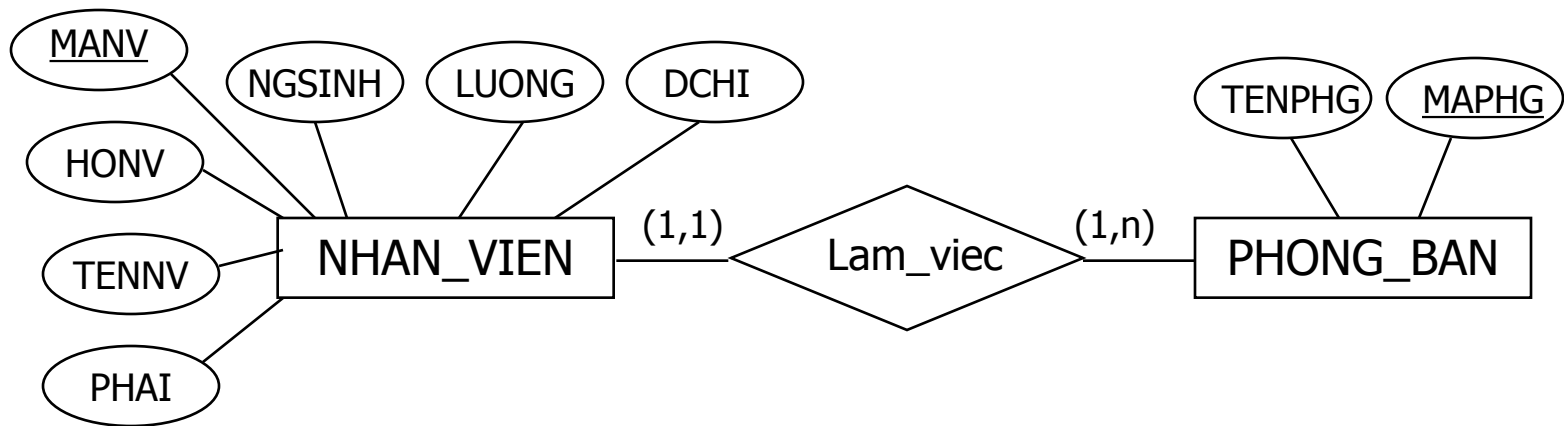 MANV
NGSINH
LUONG
DCHI
TENPHG
MAPHG
HONV
TENNV
PHAI
NHAN_VIEN
(1,1)
Lam_viec
(1,n)
PHONG_BAN